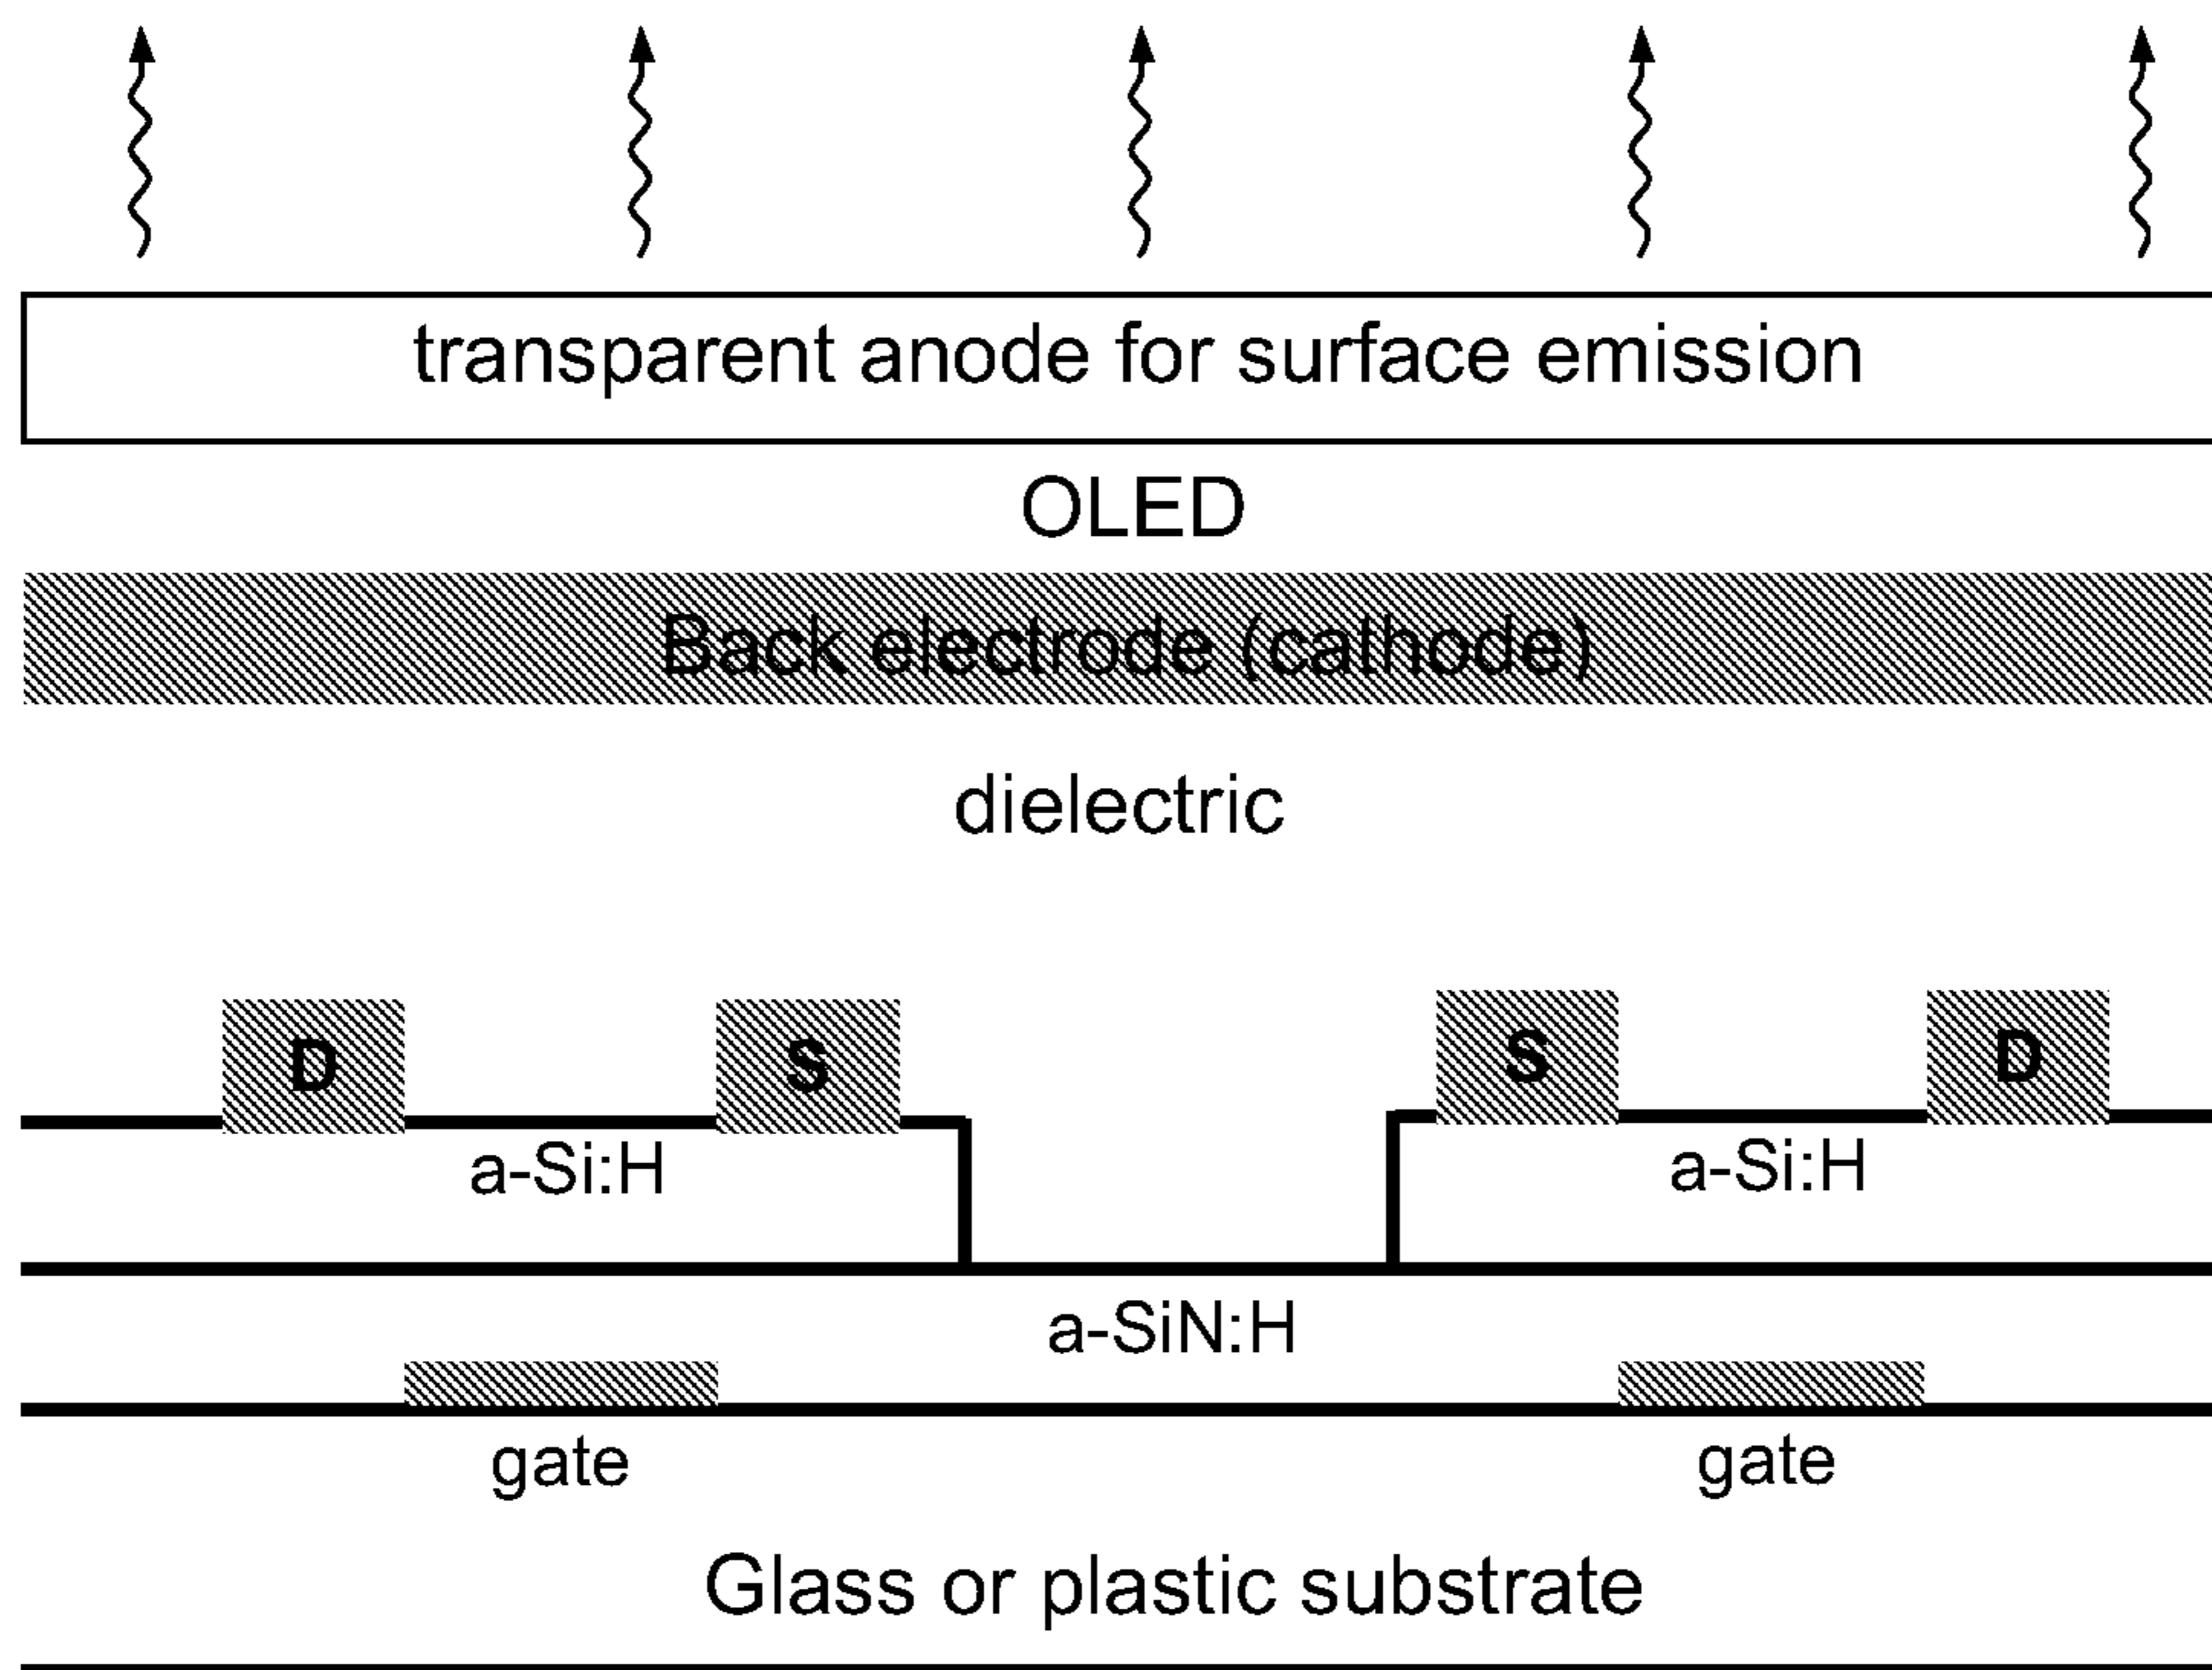 transparent anode for surface emission
OLED
Back electrode (cathode)
dielectric
D S S D
a-Si:H a-Si:H
a-SiN:H
gate gate
Glass or plastic substrate